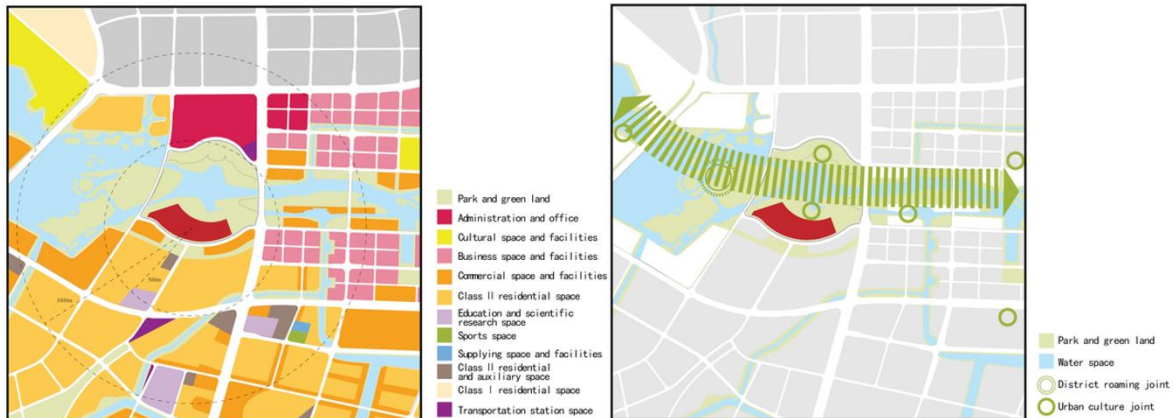 500m
1000m
Park and green land
Administration and office
Cultural space and facilities
Business space and facilities
Commercial space and facilities
Class II residential space
Education and scientific
research space
Sports space
Supplying space and facilities
Class II residential
and auxiliary space
Class I residential space
Transportation station space
Park and green land
Water space
District roaming joint
Urban culture joint